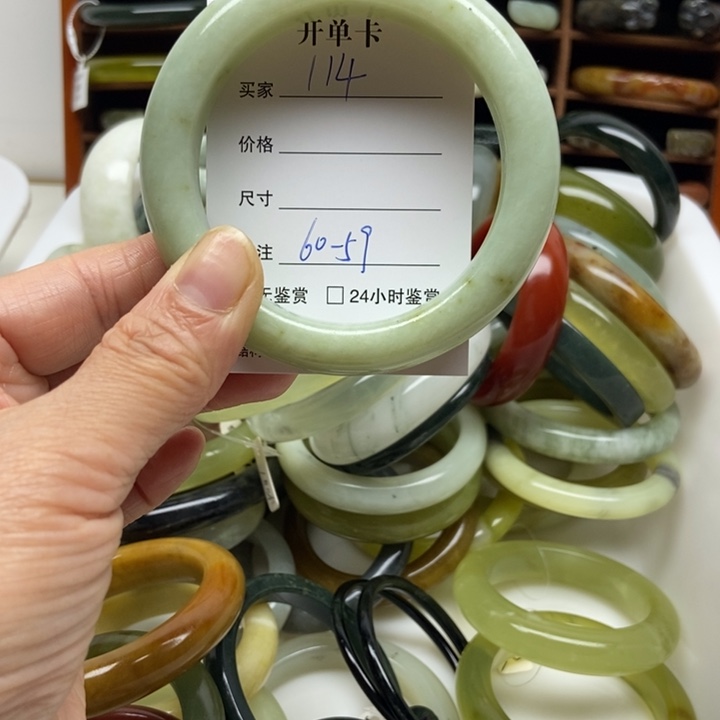 开单卡
买家 114
价格
尺寸
注 60-59
无鉴赏 □ 24小时鉴赏